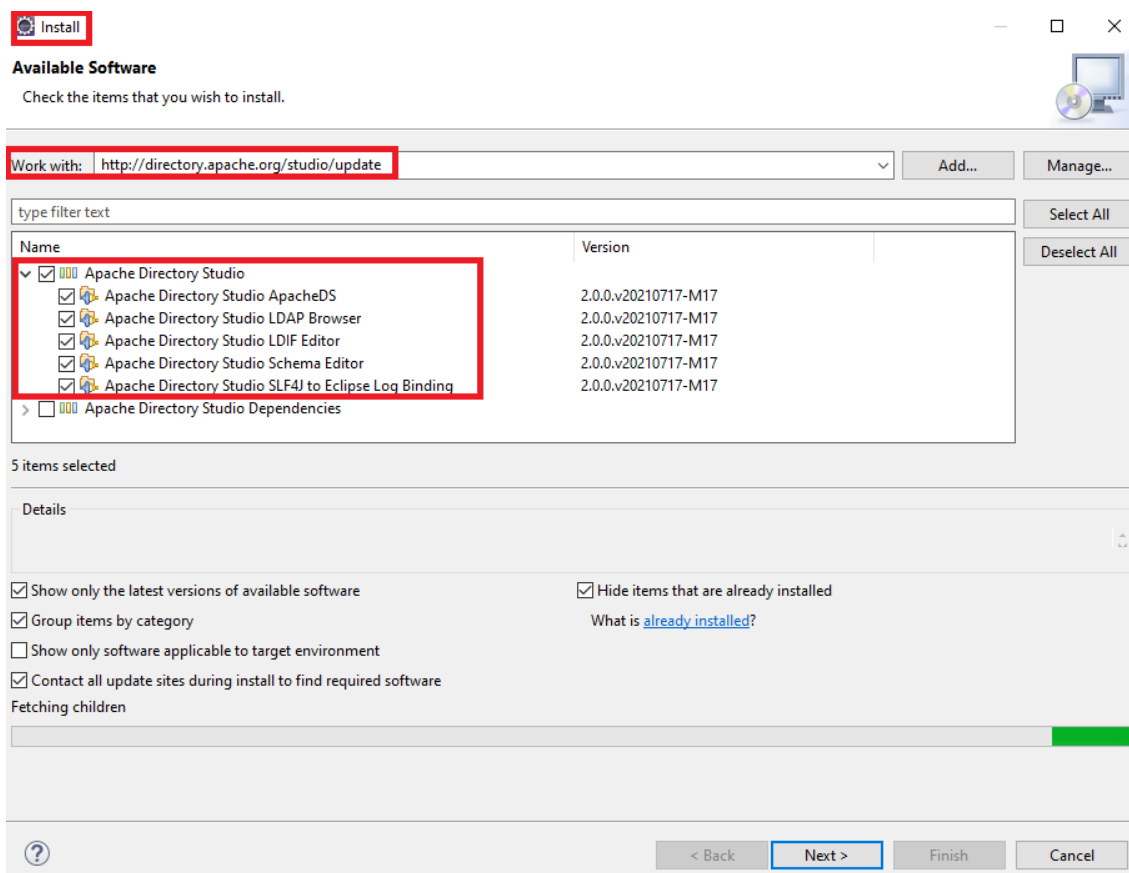 Install
Available Software
Check the items that you wish to install.
Work with: http://directory.apache.org/studio/update Add... Manage...
type filter text Select All
Name Version Deselect All
Apache Directory Studio
Apache Directory Studio ApacheDS 2.0.0.v20210717-M17
Apache Directory Studio LDAP Browser 2.0.0.v20210717-M17
Apache Directory Studio LDIF Editor 2.0.0.v20210717-M17
Apache Directory Studio Schema Editor 2.0.0.v20210717-M17
Apache Directory Studio SLF4J to Eclipse Log Binding 2.0.0.v20210717-M17
Apache Directory Studio Dependencies
5 items selected
Details
Show only the latest versions of available software Hide items that are already installed
Group items by category What is already installed?
Show only software applicable to target environment
Contact all update sites during install to find required software
Fetching children
? < Back Next > Finish Cancel